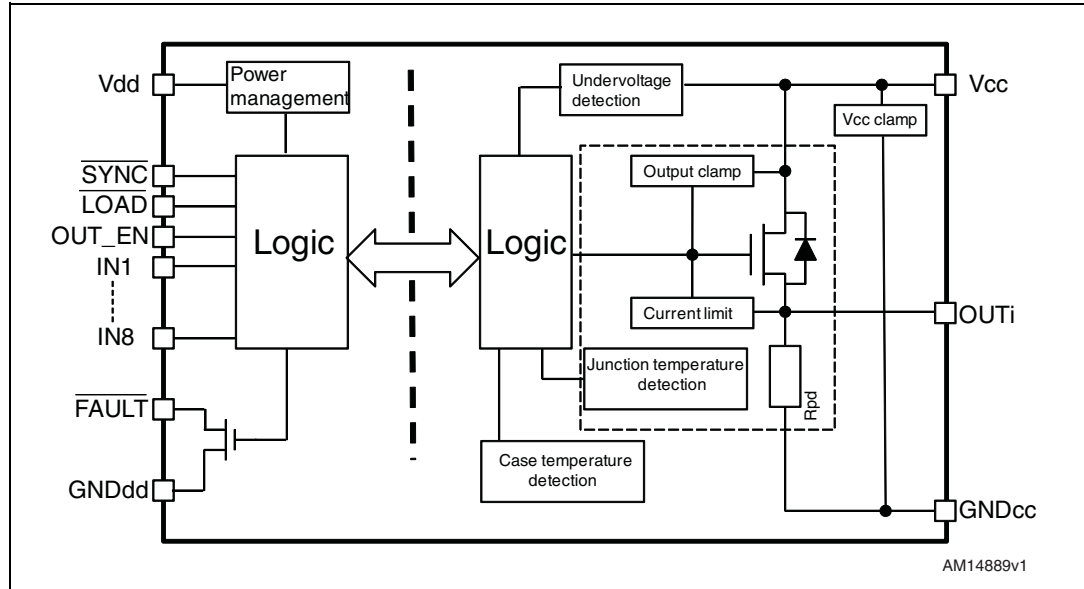 Vdd
Power
management
Undervoltage
detection
Vcc
Vcc clamp
SYNC
LOAD
OUT_EN
IN1
IN8
Logic
Logic
Output clamp
Current limit
OUTi
Junction temperature
detection
Rpd
FAULT
GNDdd
Case temperature
detection
GNDcc
AM14889v1